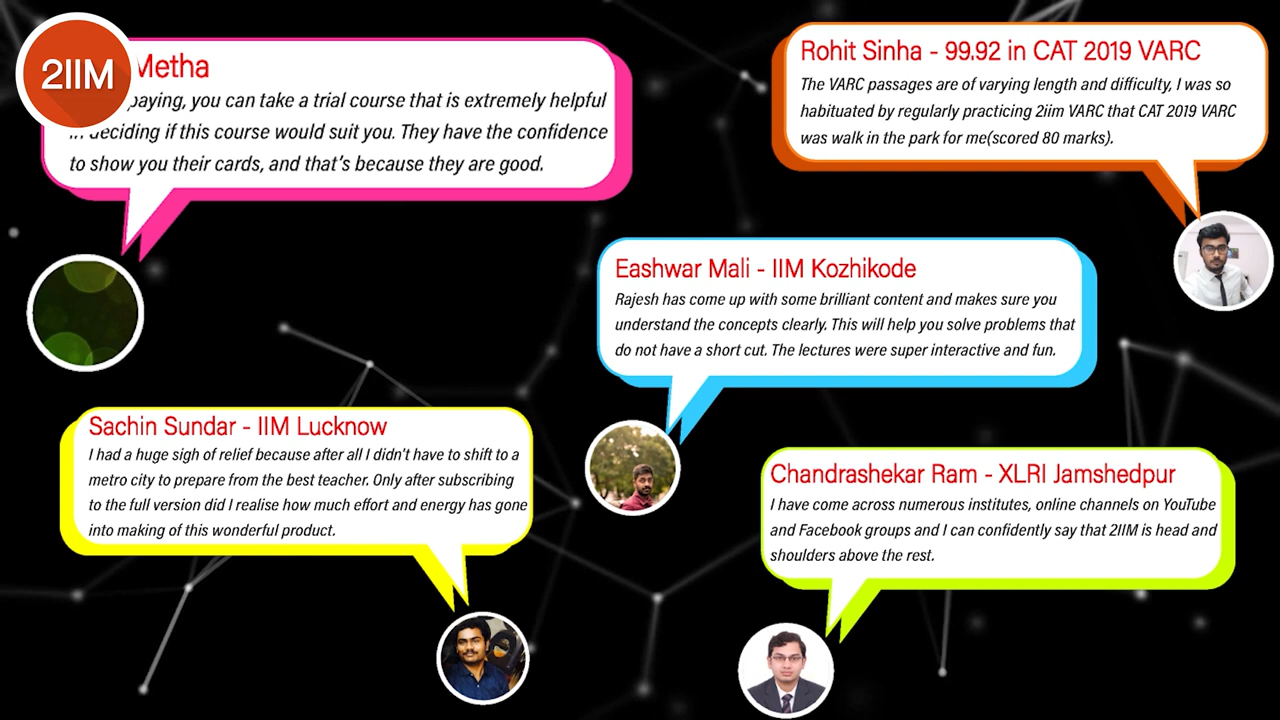 2IIM
Metha
paying, you can take a trial course that is extremely helpful
deciding if this course would suit you. They have the confidence
to show you their cards, and that's because they are good.
Rohit Sinha - 99.92 in CAT 2019 VARC
The VARC passages are of varying length and difficulty, I was so
habituated by regularly practicing 2iim VARC that CAT 2019 VARC
was walk in the park for me(scored 80 marks).
Eashwar Mali - IIM Kozhikode
Rajesh has come up with some brilliant content and makes sure you
understand the concepts clearly. This will help you solve problems that
do not have a short cut. The lectures were super interactive and fun.
Sachin Sundar - IIM Lucknow
I had a huge sigh of relief because after all I didn't have to shift to a
metro city to prepare from the best teacher. Only after subscribing
to the full version did I realise how much effort and energy has gone
into making of this wonderful product.
Chandrashekar Ram - XLRI Jamshedpur
I have come across numerous institutes, online channels on YouTube
and Facebook groups and I can confidently say that 2IIM is head and
shoulders above the rest.